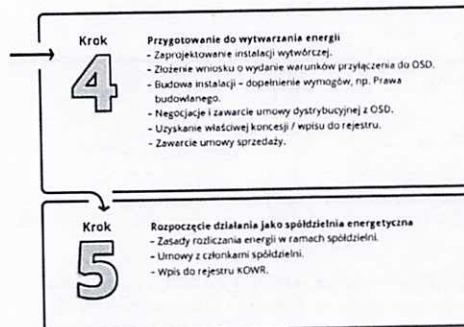 Krok
4
Przygotowanie do wytwarzania energii
- Zaprojektowanie instalacji wytwórczej.
- Złożenie wniosku o wydanie warunków przyłączenia do OSD.
- Budowa instalacji – dopełnienie wymogów, np. Prawa
budowlanego.
- Negocjacje i zawarcie umowy dystrybucyjnej z OSD.
- Uzyskanie właściwej koncesji / wpisu do rejestru.
- Zawarcie umowy sprzedaży.
Krok
5
Rozpoczęcie działania jako spółdzielnia energetyczna
- Zasady rozliczania energii w ramach spółdzielni.
- Umowy z członkami spółdzielni.
- Wpis do rejestru KOWR.